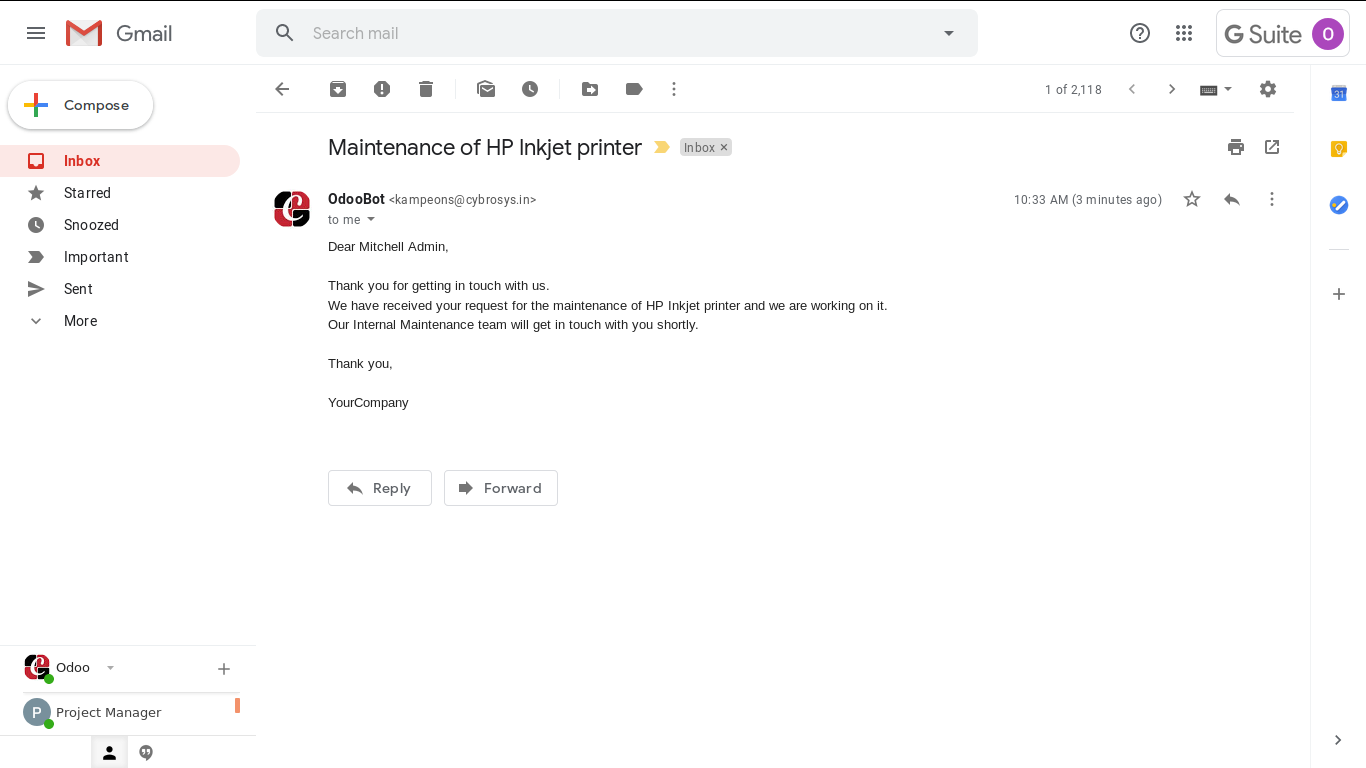 Gmail
Search mail
G Suite
O
Compose
1 of 2,118
31
Inbox
Starred
Snoozed
Important
Sent
More
Maintenance of HP Inkjet printer
Inbox ×
OdooBot <kampeons@cybrosys.in>
10:33 AM (3 minutes ago)
to me
Dear Mitchell Admin,
Thank you for getting in touch with us.
We have received your request for the maintenance of HP Inkjet printer and we are working on it.
Our Internal Maintenance team will get in touch with you shortly.
Thank you,
YourCompany
Reply
Forward
Odoo
P
Project Manager